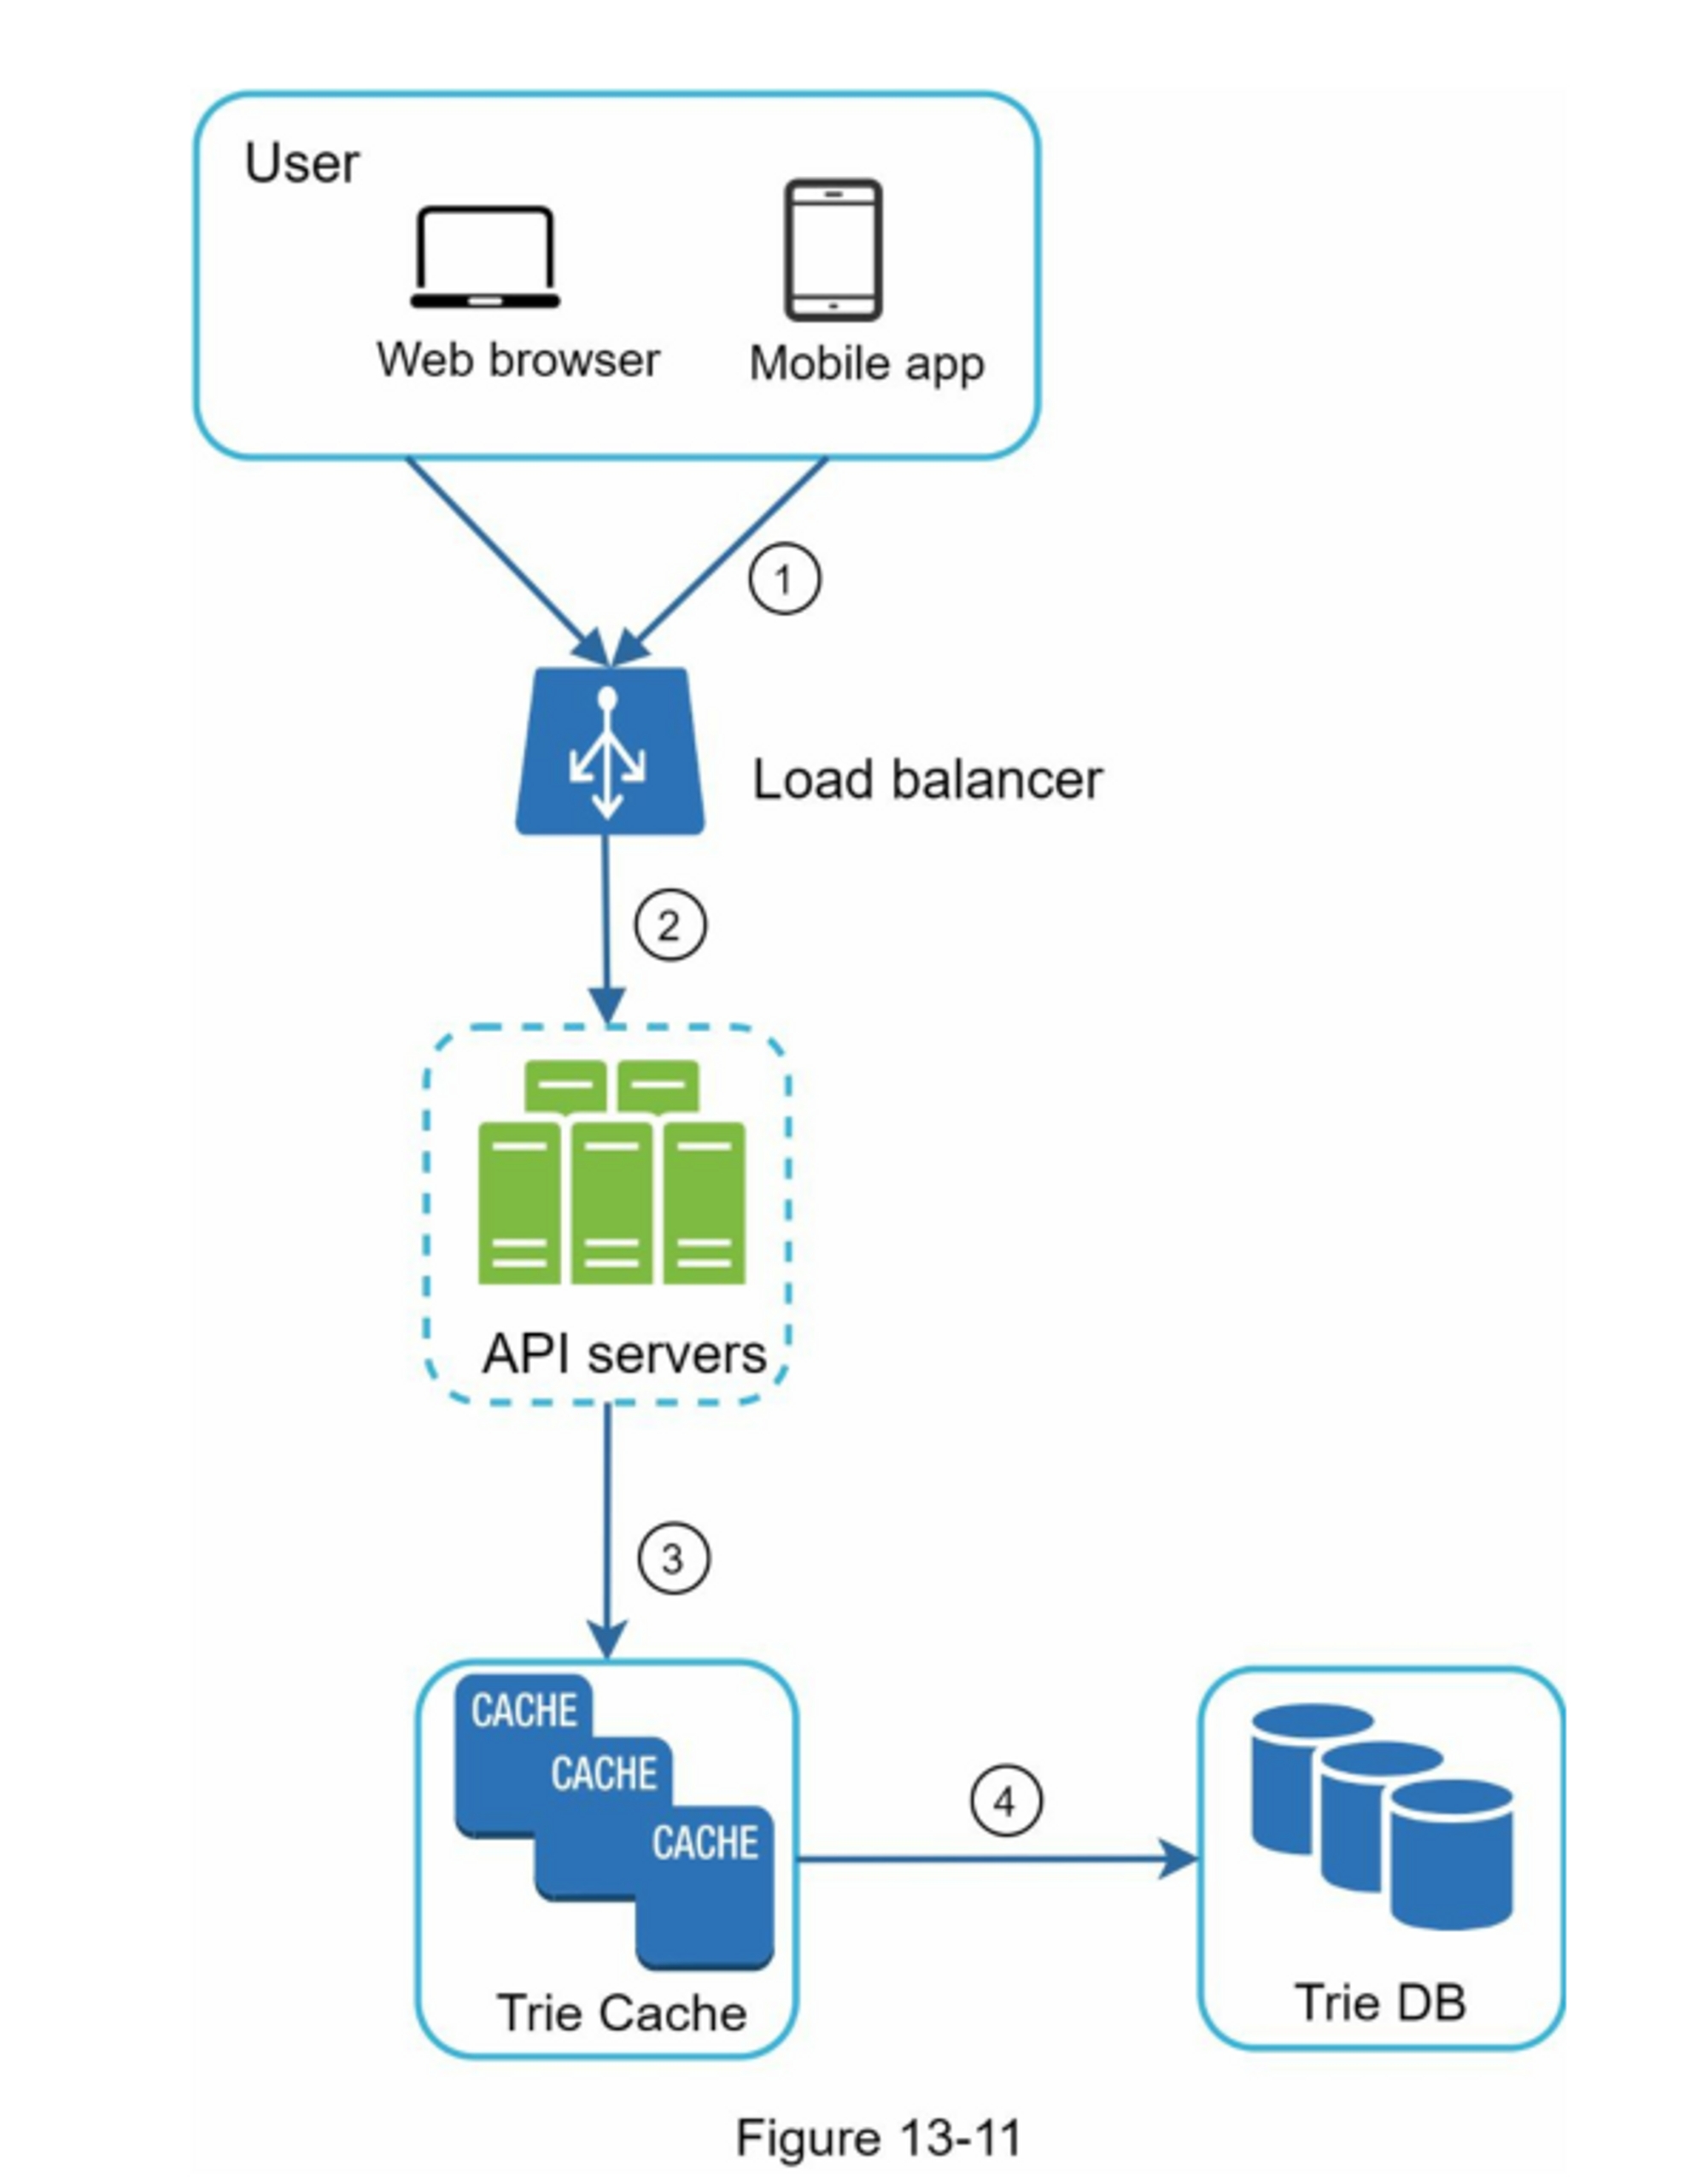 User
Web browser
Mobile app
1
Load balancer
2
API servers
3
CACHE
CACHE
CACHE
4
Trie Cache
Trie DB
Figure 13-11